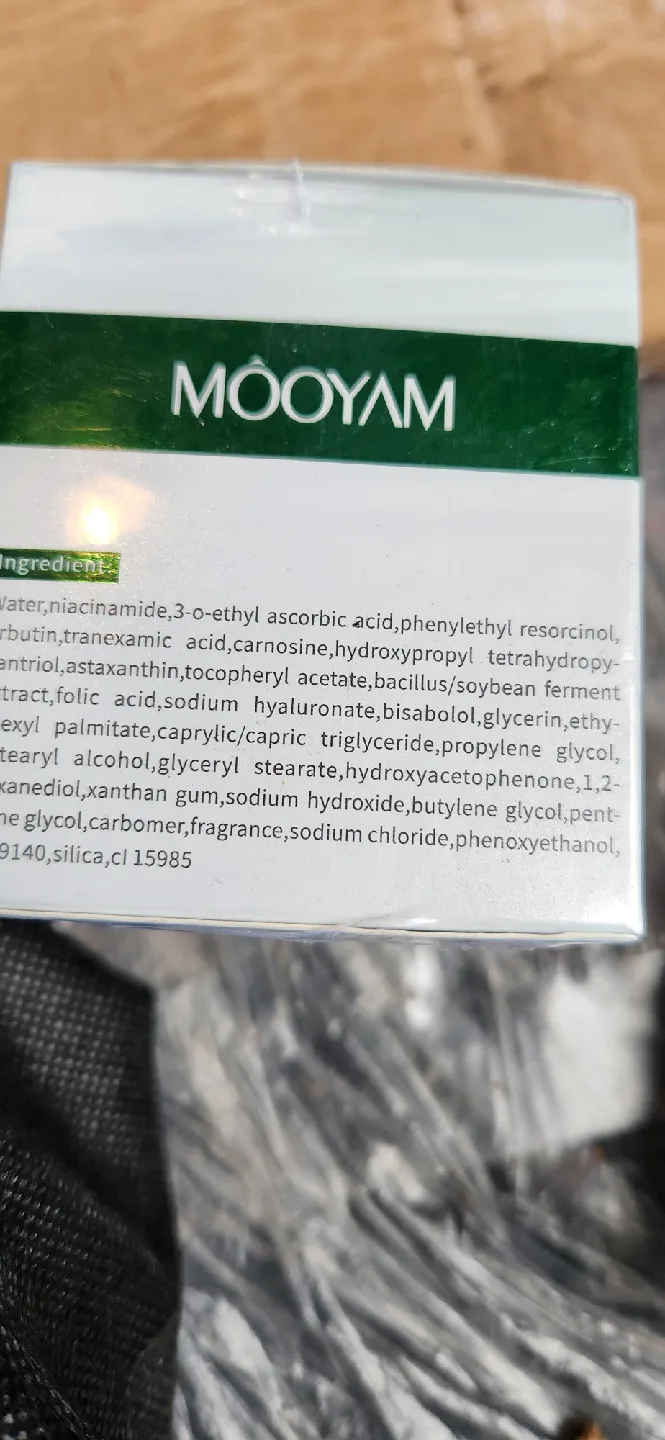 MÔOYAM
Ingredient
Water,niacinamide,3-o-ethyl ascorbic acid,phenylethyl resorcinol,
rbutin,tranexamic acid,carnosine,hydroxypropyl tetrahydropy-
antriol,astaxanthin,tocopheryl acetate,bacillus/soybean ferment
tract,folic acid,sodium hyaluronate,bisabolol,glycerin,ethy-
exyl palmitate,caprylic/capric triglyceride,propylene glycol,
tearyl alcohol,glyceryl stearate,hydroxyacetophenone,1,2-
xanediol,xanthan gum,sodium hydroxide,butylene glycol,pent-
ne glycol,carbomer,fragrance,sodium chloride,phenoxyethanol,
9140,silica,cI 15985